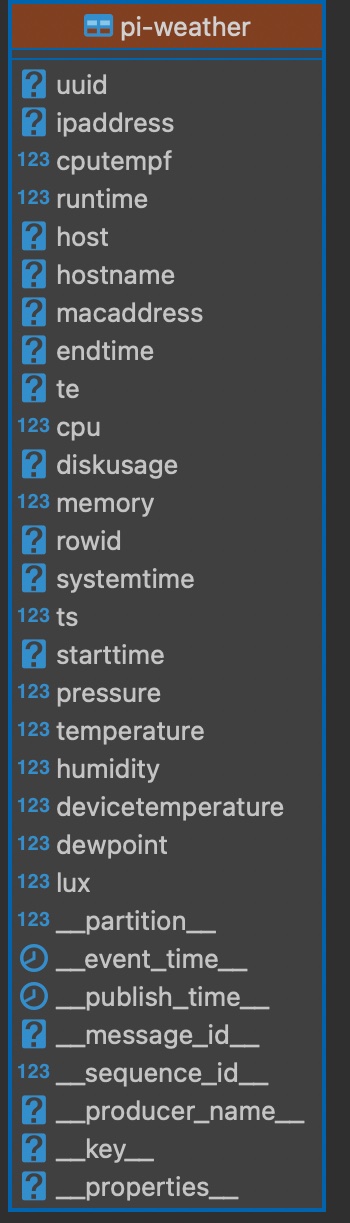 pi-weather
? uuid
? ipaddress
123 cputempf
123 runtime
? host
? hostname
? macaddress
? endtime
? te
123 cpu
? diskusage
123 memory
? rowid
? systemtime
123 ts
? starttime
123 pressure
123 temperature
123 humidity
123 devicetemperature
123 dewpoint
123 lux
123 __partition__
__event_time__
__publish_time__
? __message_id__
123 __sequence_id__
? __producer_name__
? __key__
? __properties__